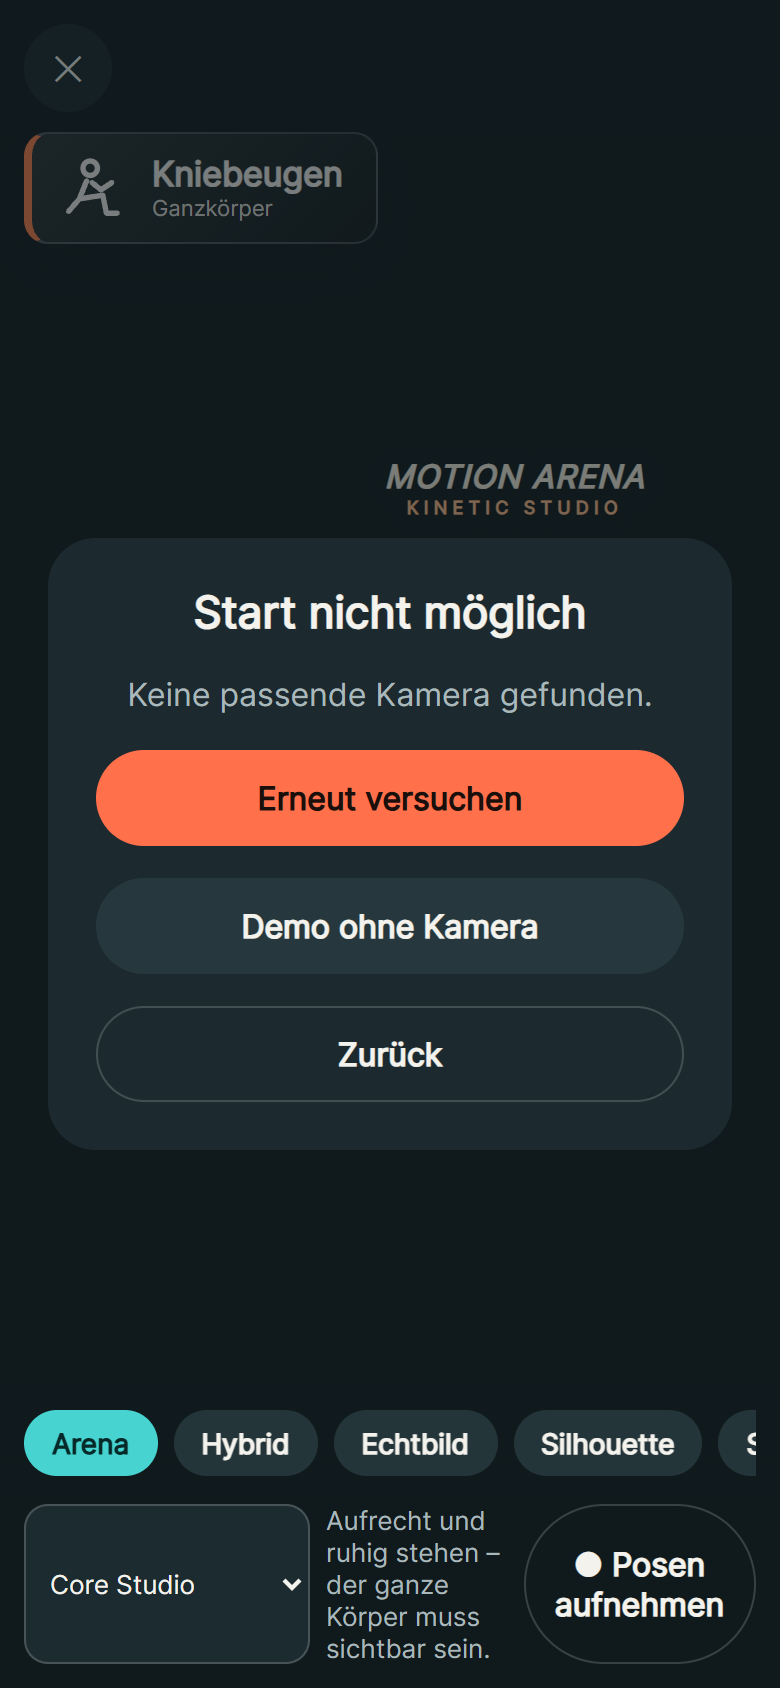 Kniebeugen
Ganzkörper
MOTION ARENA
KINETIC STUDIO
Start nicht möglich
Keine passende Kamera gefunden.
Erneut versuchen
Demo ohne Kamera
Zurück
Arena
Hybrid
Echtbild
Silhouette
Core Studio
Aufrecht und
ruhig stehen –
der ganze
Körper muss
sichtbar sein.
Posen
aufnehmen